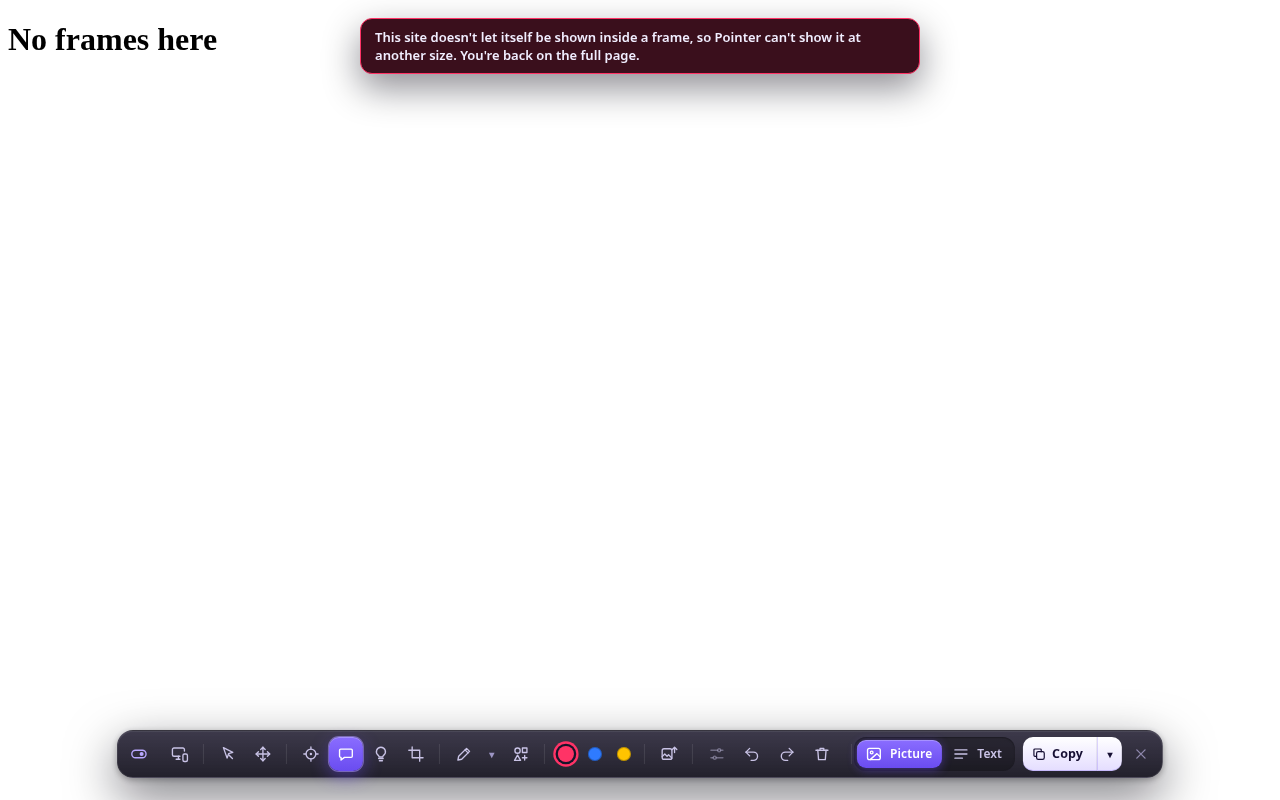 No frames here
This site doesn't let itself be shown inside a frame, so Pointer can't show it at
another size. You're back on the full page.
Picture
Text
Copy